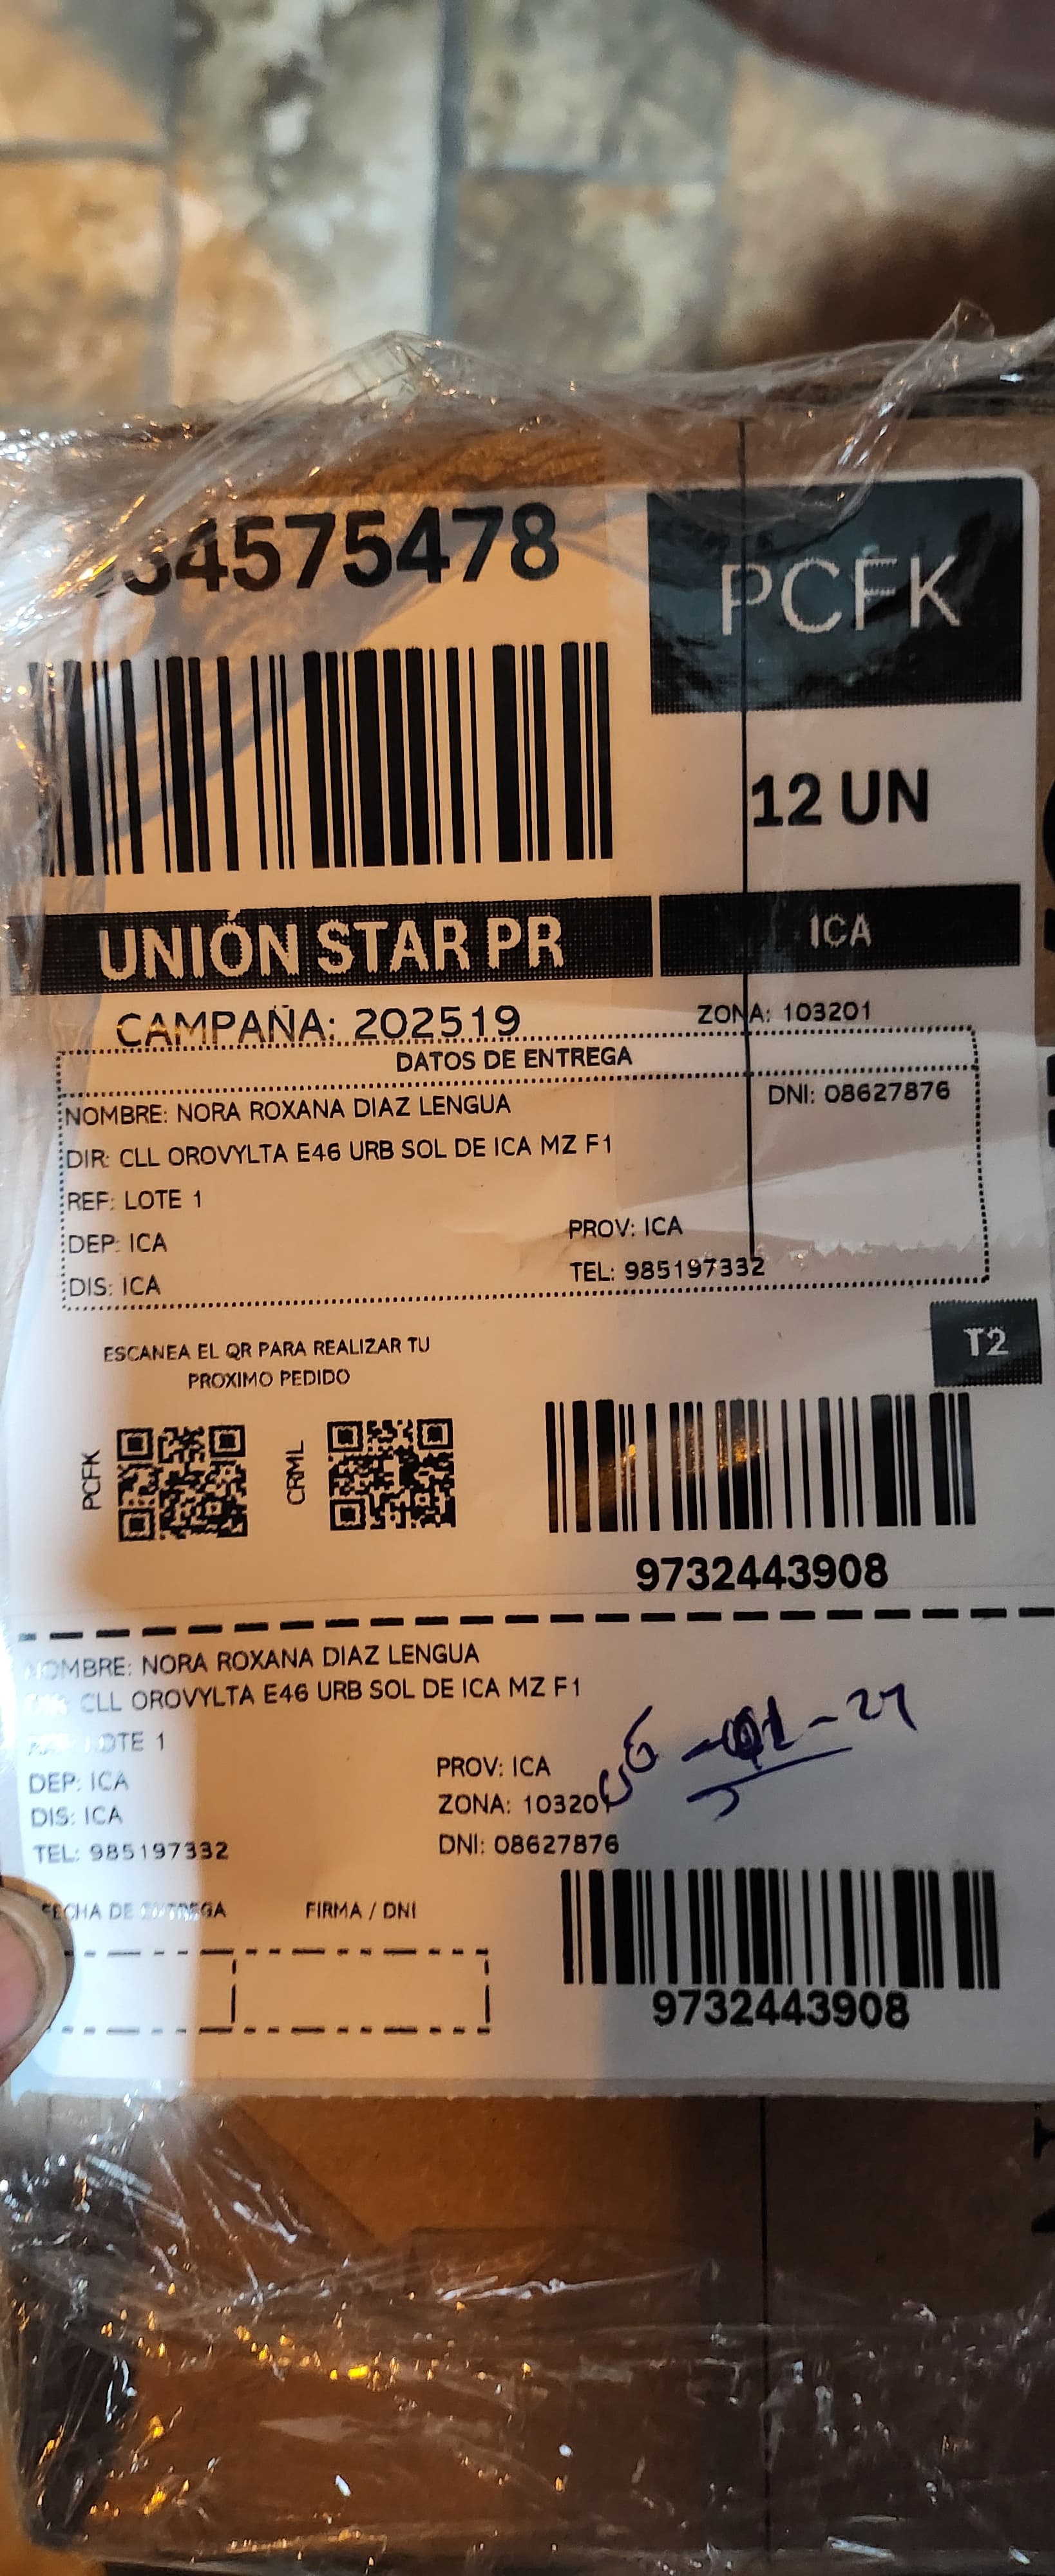 34575478
PCFK
12 UN
UNIÓN STAR PR
ICA
CAMPAÑA: 202519
ZONA: 103201
DATOS DE ENTREGA
NOMBRE: NORA ROXANA DIAZ LENGUA
DNI: 08627876
DIR: CLL OROVYLTA E46 URB SOL DE ICA MZ F1
REF: LOTE 1
DEP: ICA
PROV: ICA
DIS: ICA
TEL: 985197332
T2
ESCANEA EL QR PARA REALIZAR TU
PROXIMO PEDIDO
PCFK
CRML
9732443908
NOMBRE: NORA ROXANA DIAZ LENGUA
CLL OROVYLTA E46 URB SOL DE ICA MZ F1
LOTE 1
DEP: ICA
PROV: ICA
DIS: ICA
ZONA: 103201
TEL: 985197332
DNI: 08627876
FECHA DE ENTREGA
FIRMA / DNI
9732443908